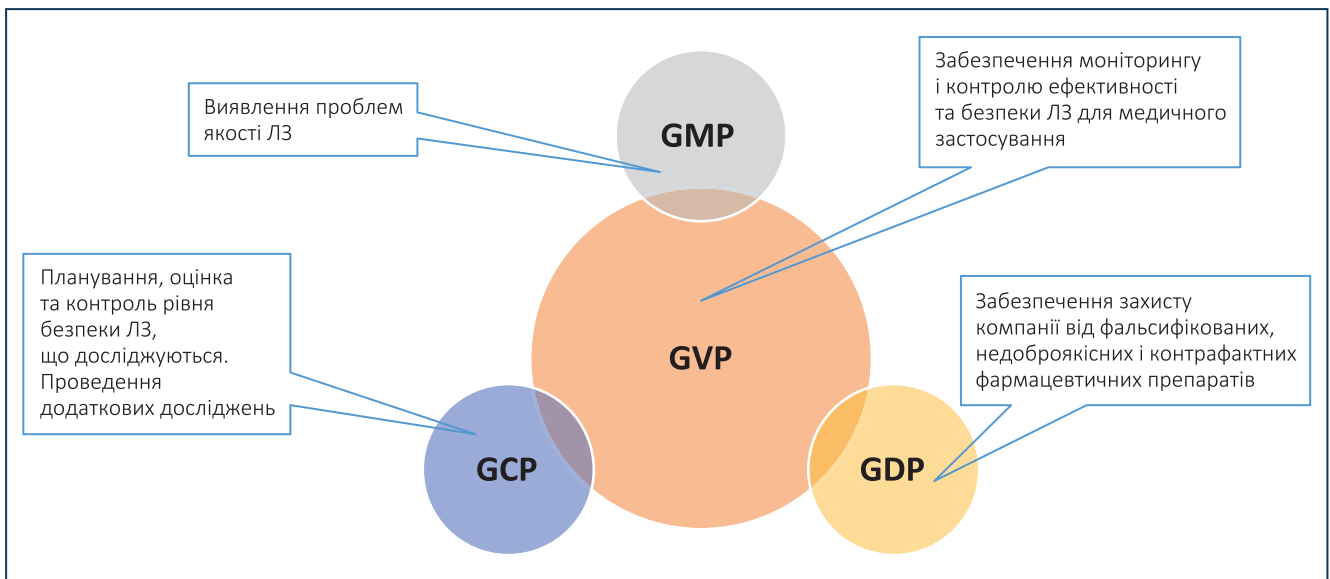 Виявлення проблем
якості ЛЗ
GMP
Забезпечення моніторингу
і контролю ефективності
та безпеки ЛЗ для медичного
застосування
Планування, оцінка
та контроль рівня
безпеки ЛЗ,
що досліджуються.
Проведення
додаткових досліджень
GVP
Забезпечення захисту
компанії від фальсифікованих,
недоброякісних і контрафактних
фармацевтичних препаратів
GCP
GDP